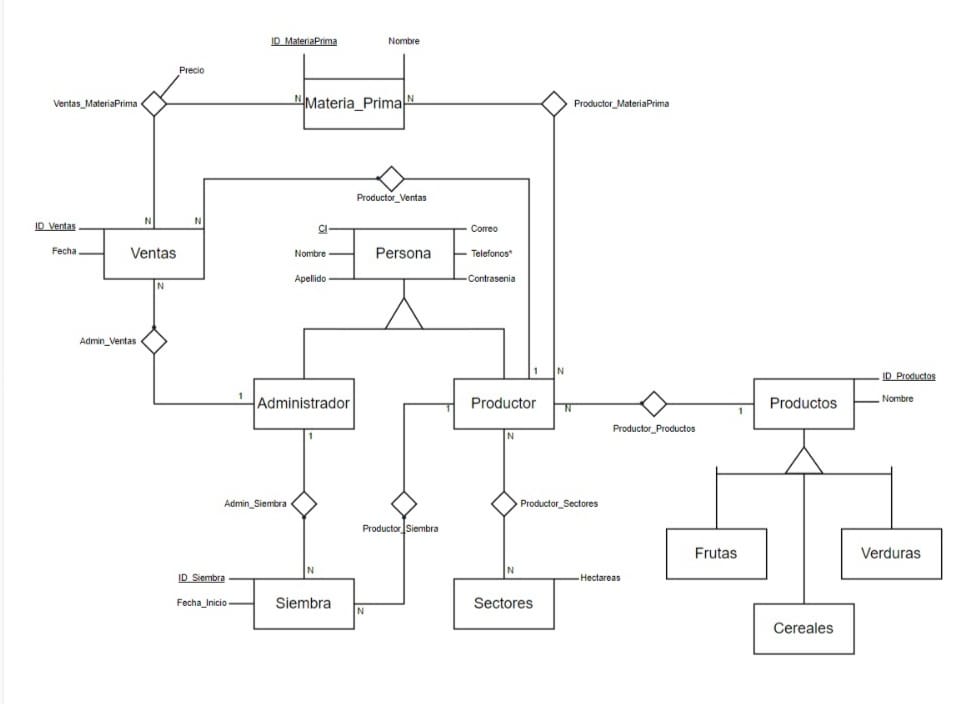 ID_MateriaPrima
Nombre
Precio
Ventas_MateriaPrima
N
Materia_Prima
N
Productor_MateriaPrima
Productor_Ventas
N
N
ID_Ventas
Fecha
Ventas
N
CI
Nombre
Apellido
Persona
Correo
Telefonos*
Contrasenia
Admin_Ventas
1
Administrador
1
1
N
1
Productor
N
N
Productor_Productos
1
Productos
ID_Productos
Nombre
Admin_Siembra
Productor_Siembra
Productor_Sectores
Frutas
Verduras
Cereales
N
ID_Siembra
Fecha_Inicio
Siembra
N
N
Sectores
Hectareas